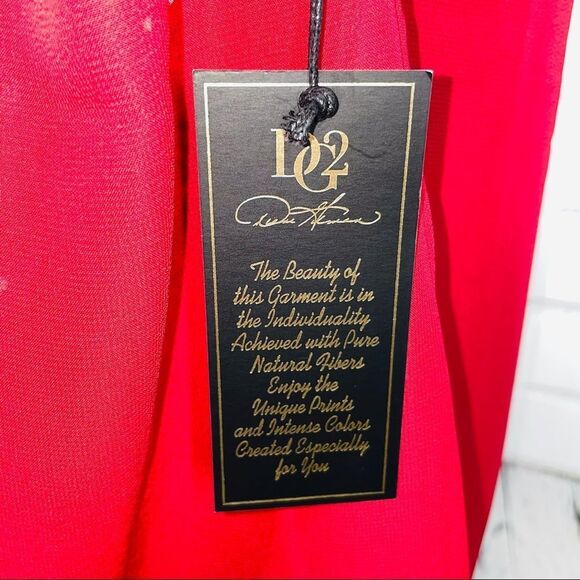 DG2
The Beauty of
this Garment is in
the Individuality
Achieved with Pure
Natural Fibers
Enjoy the
Unique Prints
and Intense Colors
Created Especially
for You